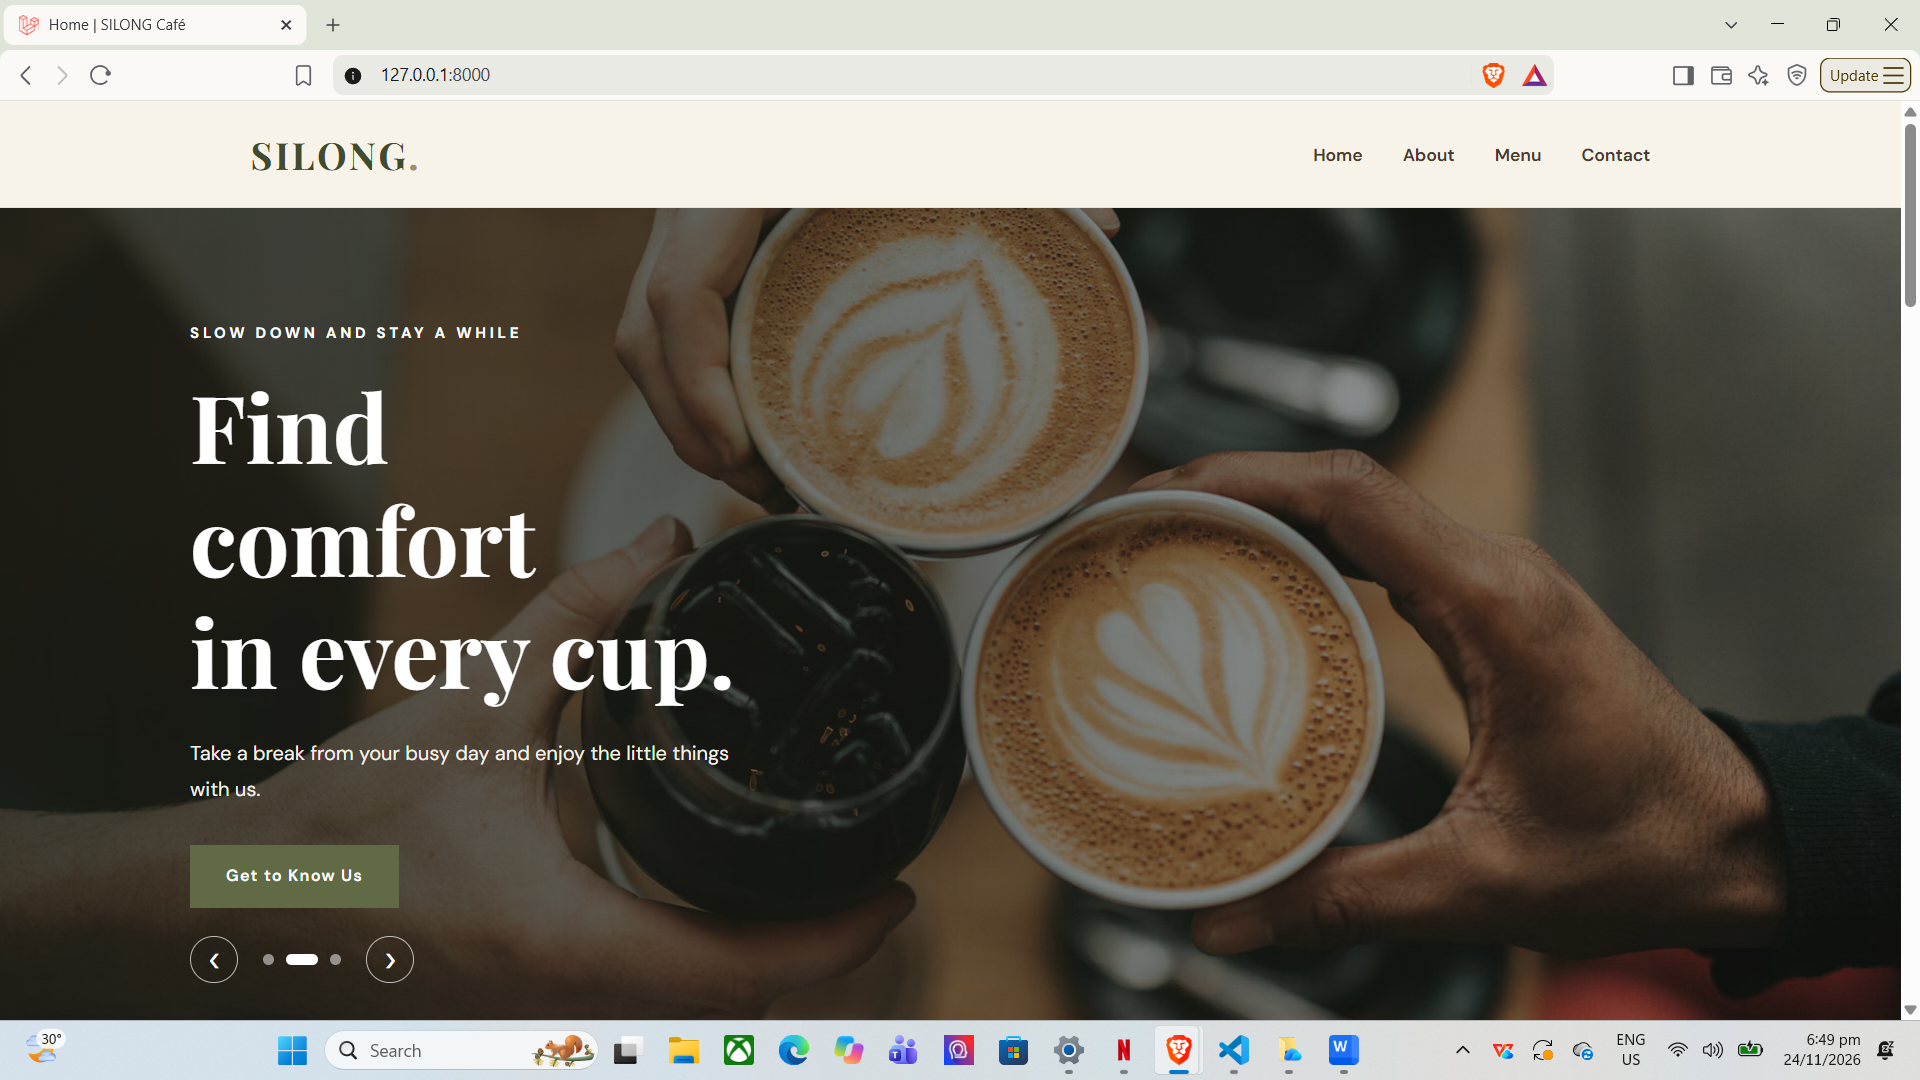 Home | SILONG Café
127.0.0.1:8000
Update
SILONG.
Home
About
Menu
Contact
SLOW DOWN AND STAY A WHILE
Find
comfort
in every cup.
Take a break from your busy day and enjoy the little things
with us.
Get to Know Us
30°
Search
ENG
US
6:49 pm
24/11/2026